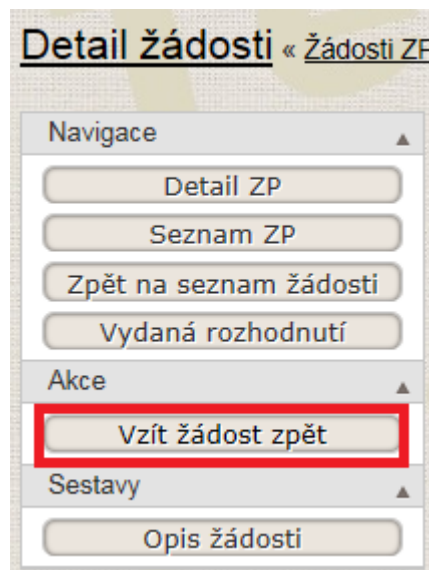 Detail žádosti « Žádosti ZP
Navigace
Detail ZP
Seznam ZP
Zpět na seznam žádosti
Vydaná rozhodnutí
Akce
Vzít žádost zpět
Sestavy
Opis žádosti